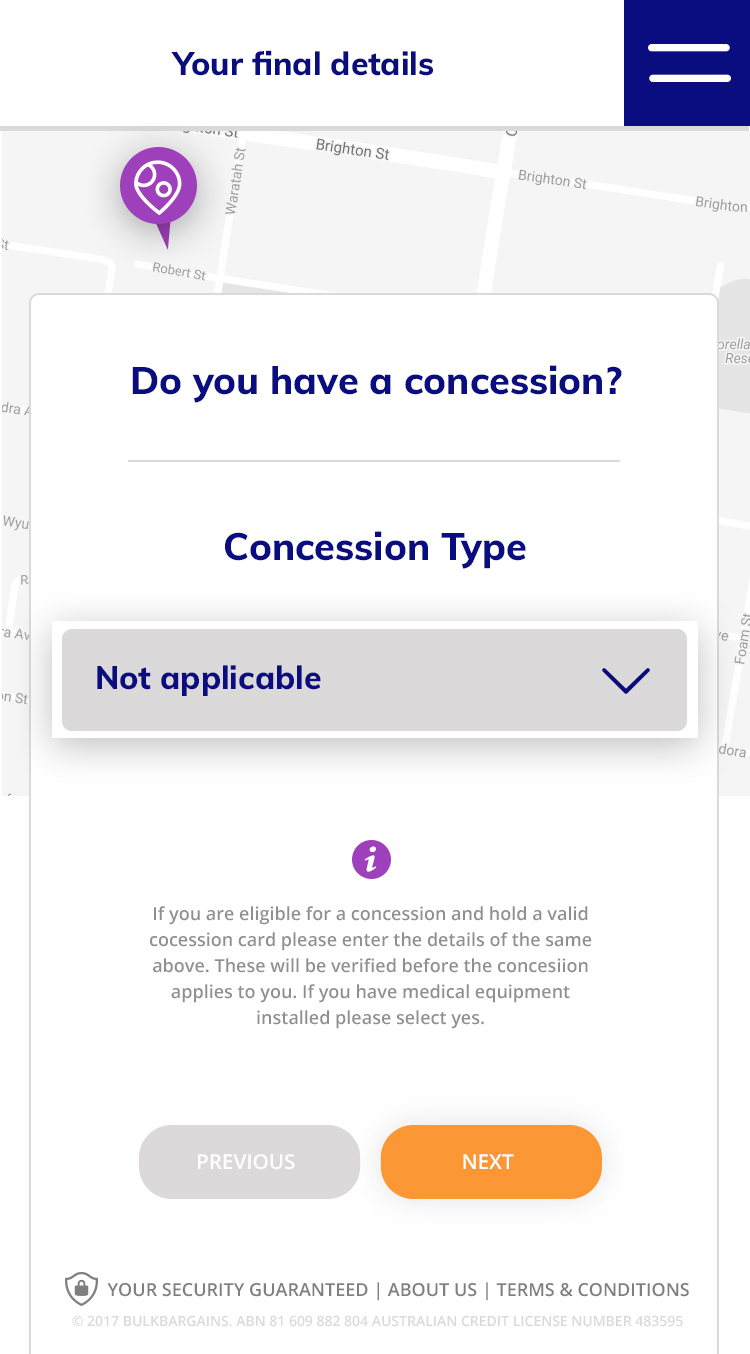 Your final details
Brighton St
Brighton St
Brighton
Waratah St
Robert St
Do you have a concession?
Concession Type
Foam St
Not applicable
If you are eligible for a concession and hold a valid
cocession card please enter the details of the same
above. These will be verified before the concesiion
applies to you. If you have medical equipment
installed please select yes.
PREVIOUS
NEXT
YOUR SECURITY GUARANTEED | ABOUT US | TERMS & CONDITIONS
© 2017 BULKBARGAINS. ABN 81 609 882 804 AUSTRALIAN CREDIT LICENSE NUMBER 483595